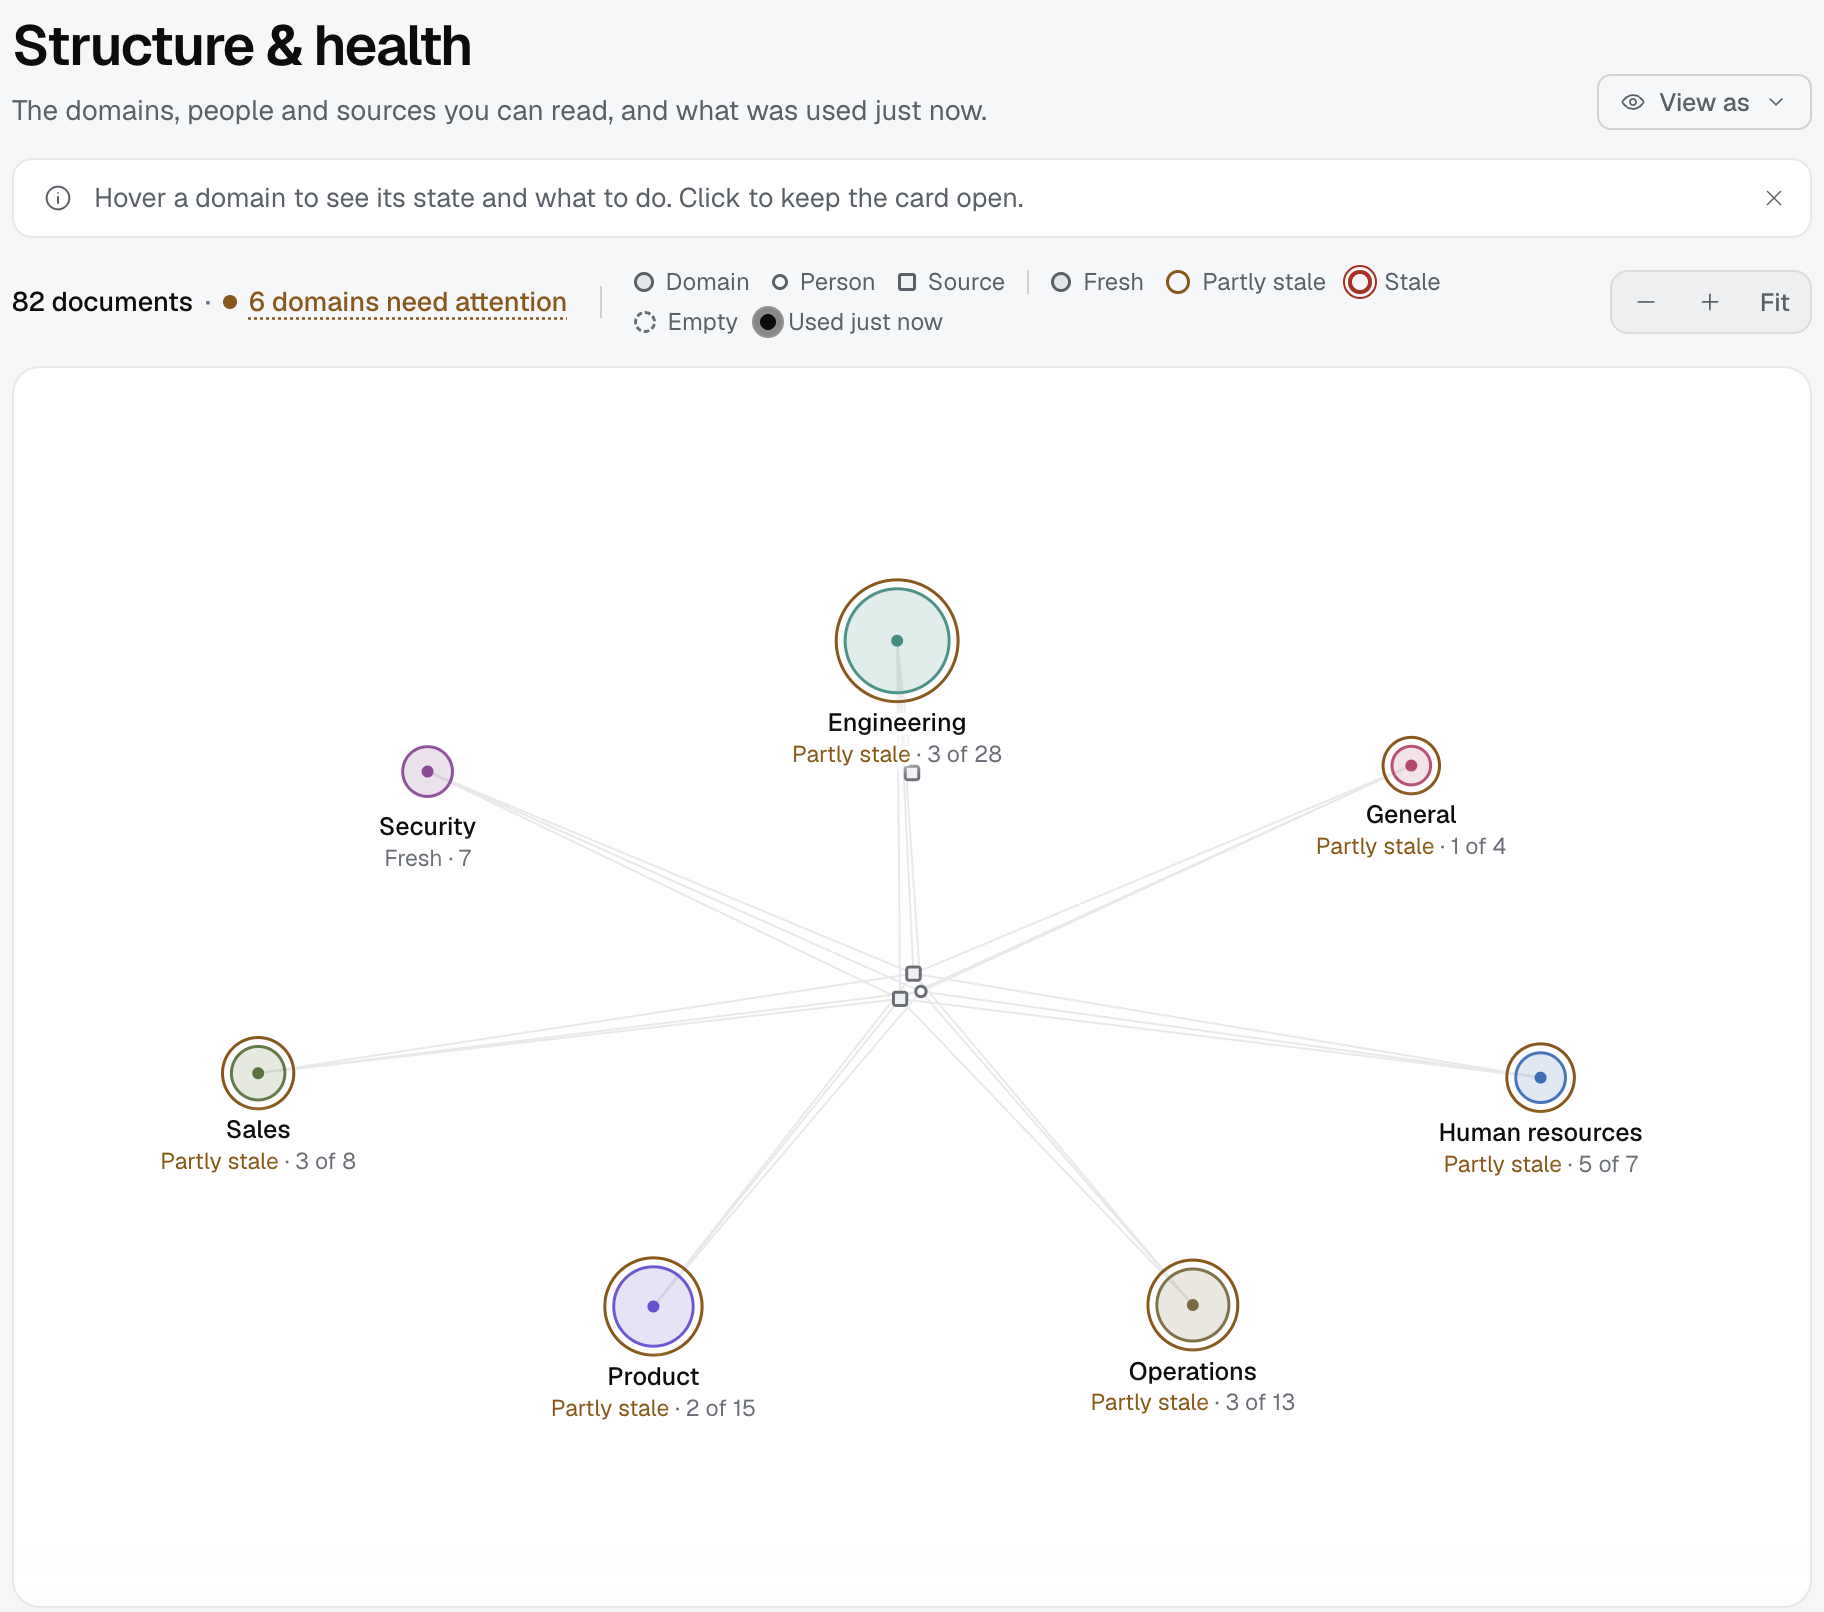 Structure & health
The domains, people and sources you can read, and what was used just now.
View as
Hover a domain to see its state and what to do. Click to keep the card open.
82 documents · 6 domains need attention
Domain Person Source Fresh Partly stale Stale
Empty Used just now
− + Fit
Engineering
Partly stale · 3 of 28
Security
Fresh · 7
General
Partly stale · 1 of 4
Sales
Partly stale · 3 of 8
Human resources
Partly stale · 5 of 7
Product
Partly stale · 2 of 15
Operations
Partly stale · 3 of 13